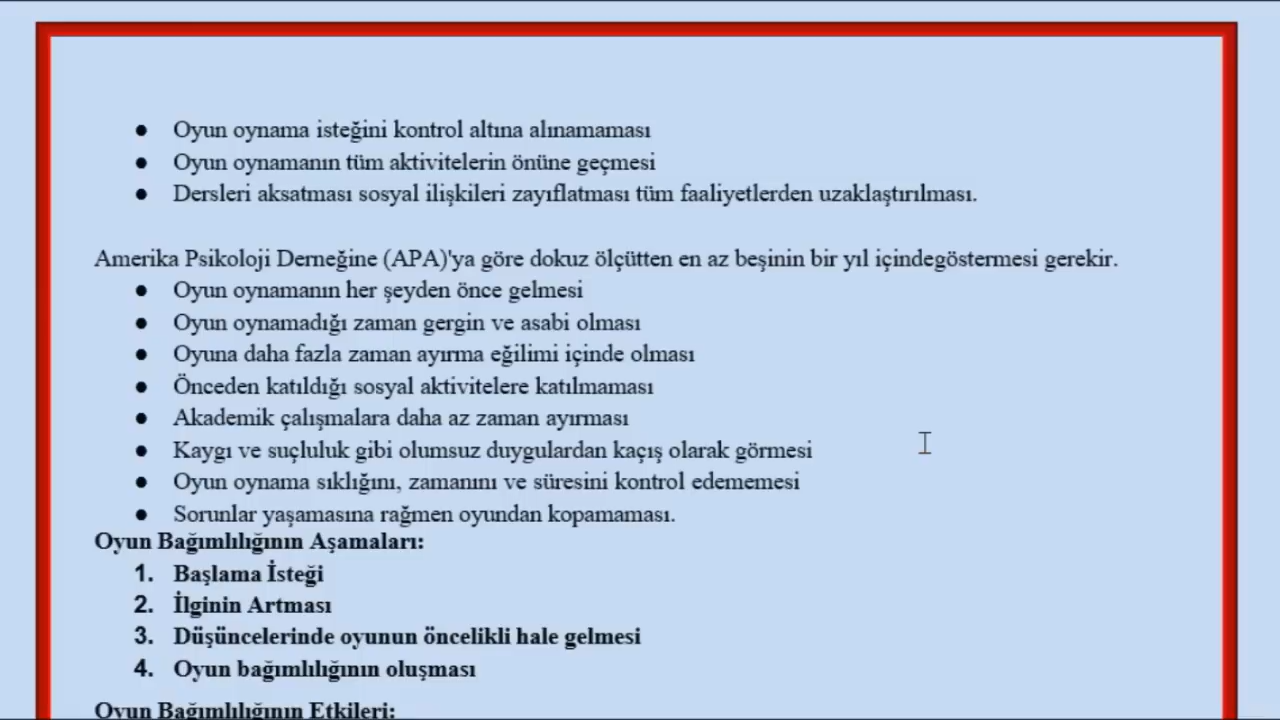 ● Oyun oynama isteğini kontrol altına alınamaması
● Oyun oynamanın tüm aktivitelerin önüne geçmesi
● Dersleri aksatması sosyal ilişkileri zayıflatması tüm faaliyetlerden uzaklaştırılması.
Amerika Psikoloji Derneğine (APA)'ya göre dokuz ölçütten en az beşinin bir yıl içindegöstermesi gerekir.
● Oyun oynamanın her şeyden önce gelmesi
● Oyun oynamadığı zaman gergin ve asabi olması
● Oyuna daha fazla zaman ayırma eğilimi içinde olması
● Önceden katıldığı sosyal aktivitelere katılmaması
● Akademik çalışmalara daha az zaman ayırması
● Kaygı ve suçluluk gibi olumsuz duygulardan kaçış olarak görmesi
● Oyun oynama sıklığını, zamanını ve süresini kontrol edememesi
● Sorunlar yaşamasına rağmen oyundan kopamaması.
Oyun Bağımlılığının Aşamaları:
1. Başlama İsteği
2. İlginin Artması
3. Düşüncelerinde oyunun öncelikli hale gelmesi
4. Oyun bağımlılığının oluşması
Oyun Bağımlılığının Etkileri: